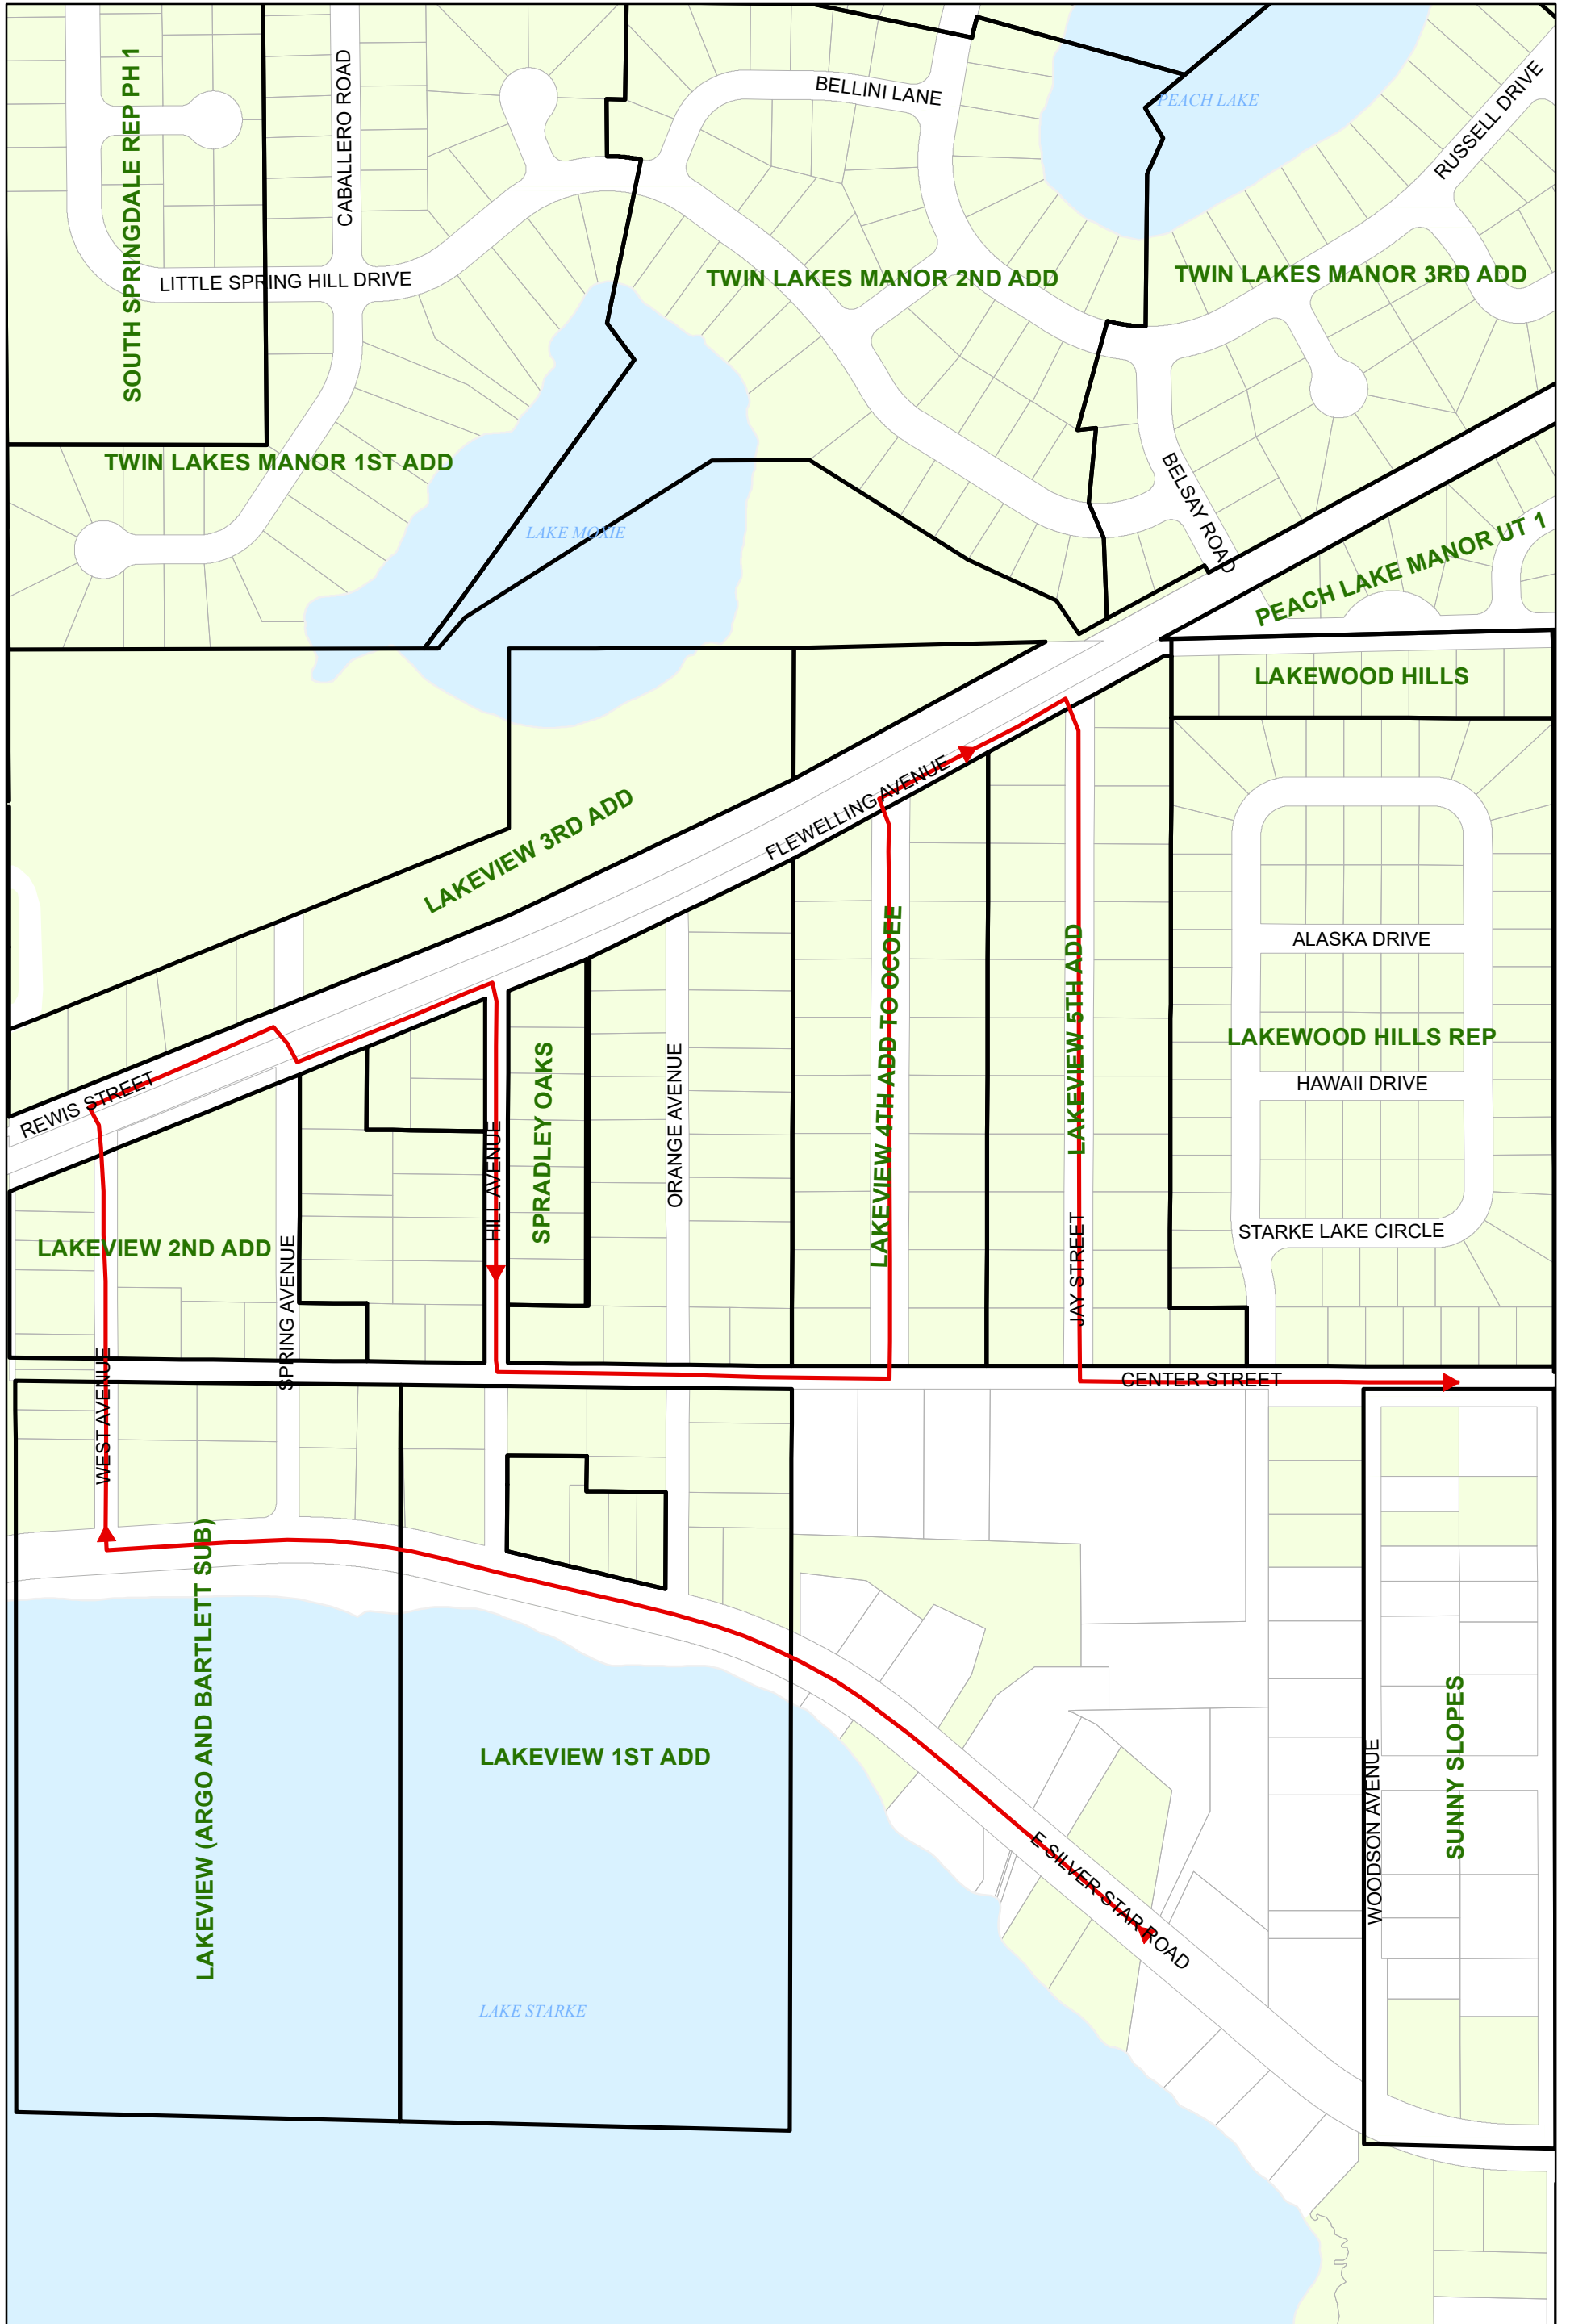 SOUTH SPRINGDALE REP PH 1
CABALLERO ROAD
BELLINI LANE
PEACH LAKE
RUSSELL DRIVE
LITTLE SPRING HILL DRIVE
TWIN LAKES MANOR 2ND ADD
TWIN LAKES MANOR 3RD ADD
TWIN LAKES MANOR 1ST ADD
LAKE MOXIE
BELSAY ROAD
PEACH LAKE MANOR UT 1
LAKEWOOD HILLS
FLEWELLING AVENUE
LAKEVIEW 3RD ADD
ALASKA DRIVE
LAKEWOOD HILLS REP
HAWAII DRIVE
STARKE LAKE CIRCLE
REWIS STREET
SPRADLEY OAKS
ORANGE AVENUE
LAKEVIEW 4TH ADD TO OCOEE
LAKEVIEW 5TH ADD
HILL AVENUE
JAY STREET
LAKEVIEW 2ND ADD
SPRING AVENUE
WEST AVENUE
CENTER STREET
LAKEVIEW (ARGO AND BARTLETT SUB)
LAKEVIEW 1ST ADD
SUNNY SLOPES
WOODSON AVENUE
E SILVER STAR ROAD
LAKE STARKE